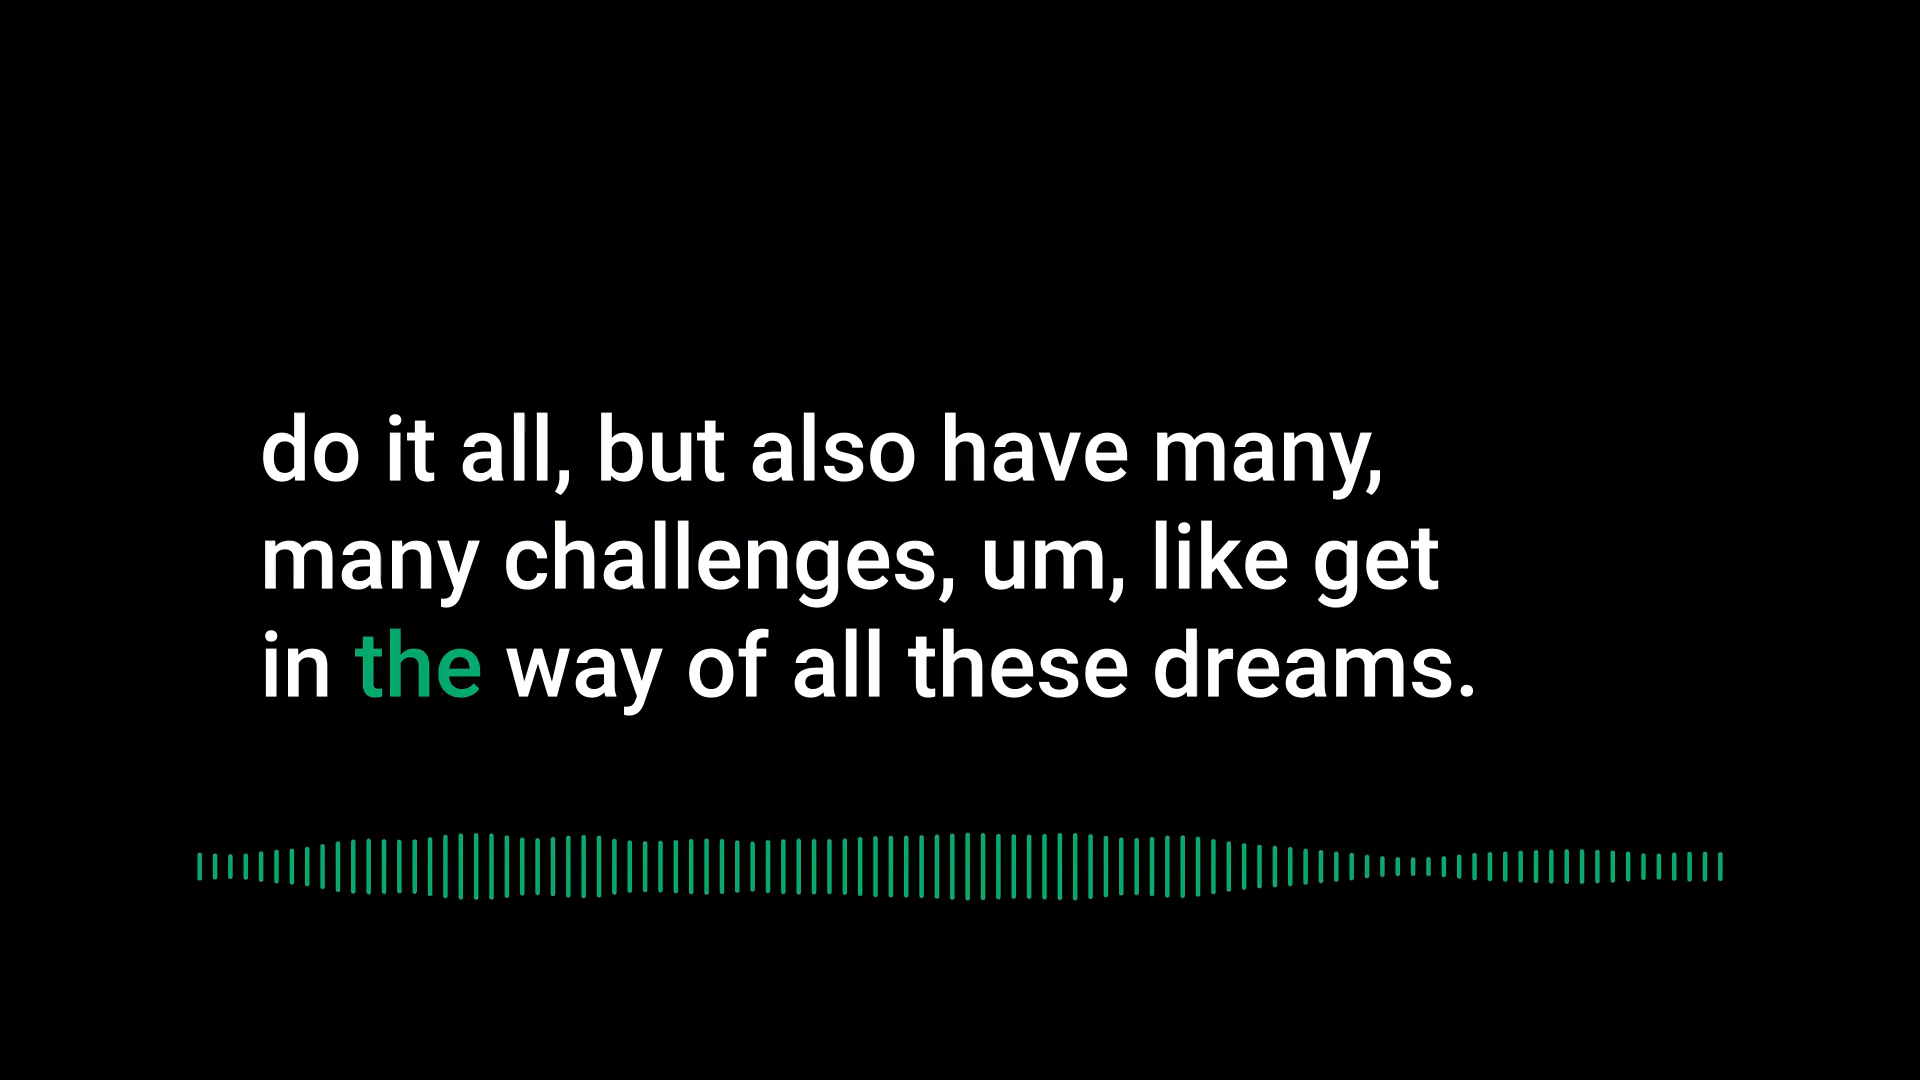 do it all, but also have many,
many challenges, um, like get
in the way of all these dreams.